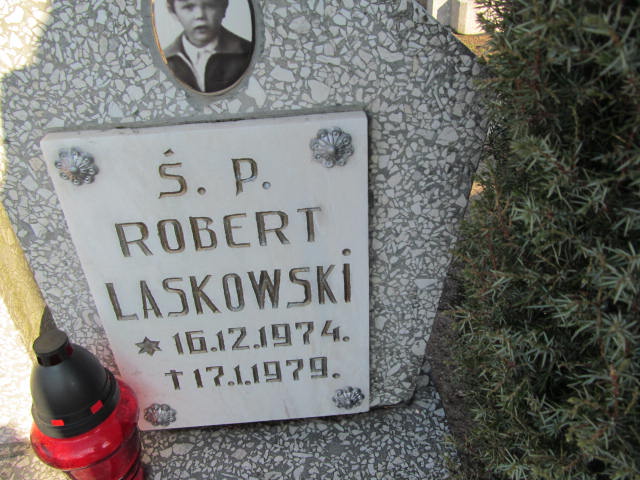 Ś. P.
ROBERT
LASKOWSKi
* 16.12.1974.
† 17.1.1979.